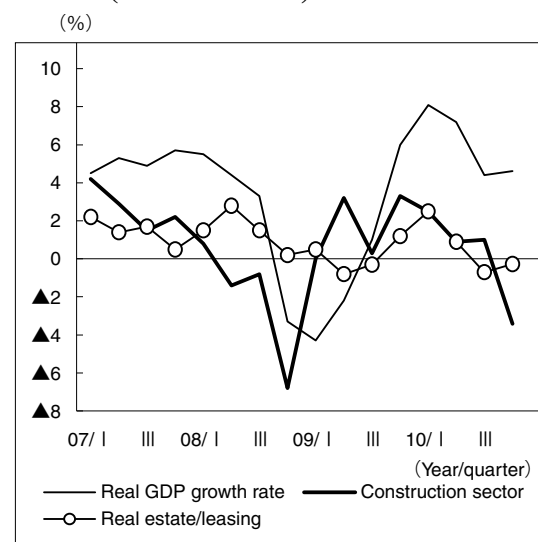 (%)
10
8
6
4
2
0
▲2
▲4
▲6
▲8
07/ I III 08/ I III 09/ I III 10/ I III
(Year/quarter)
Real GDP growth rate Construction sector
Real estate/leasing